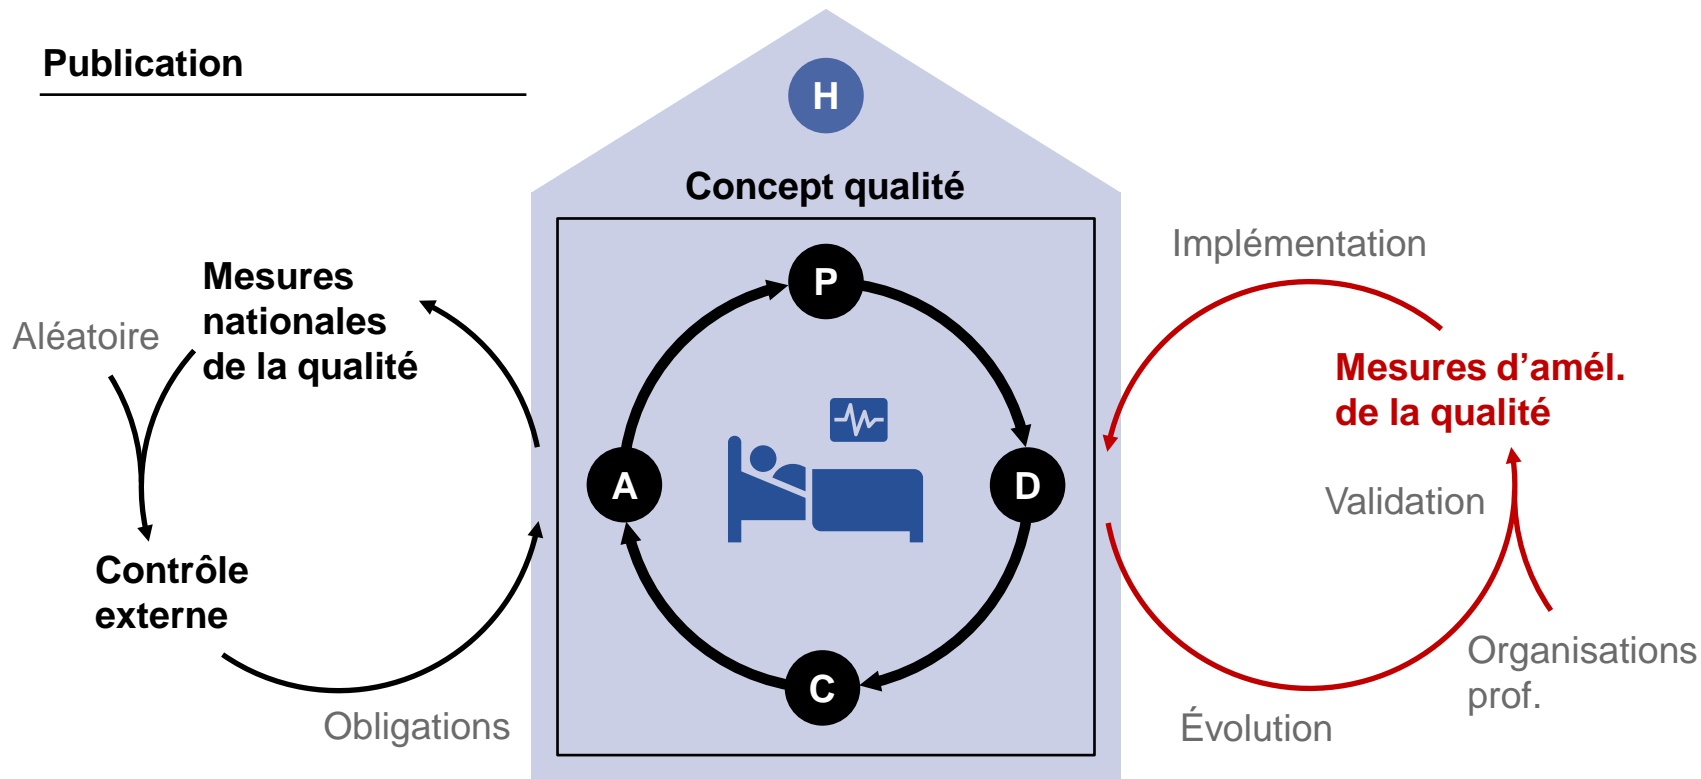 Publication
H
Concept qualité
Mesures
nationales
de la qualité
Aléatoire
Contrôle
externe
Obligations
P
A
D
C
Implémentation
Mesures d’amél.
de la qualité
Validation
Organisations
prof.
Évolution